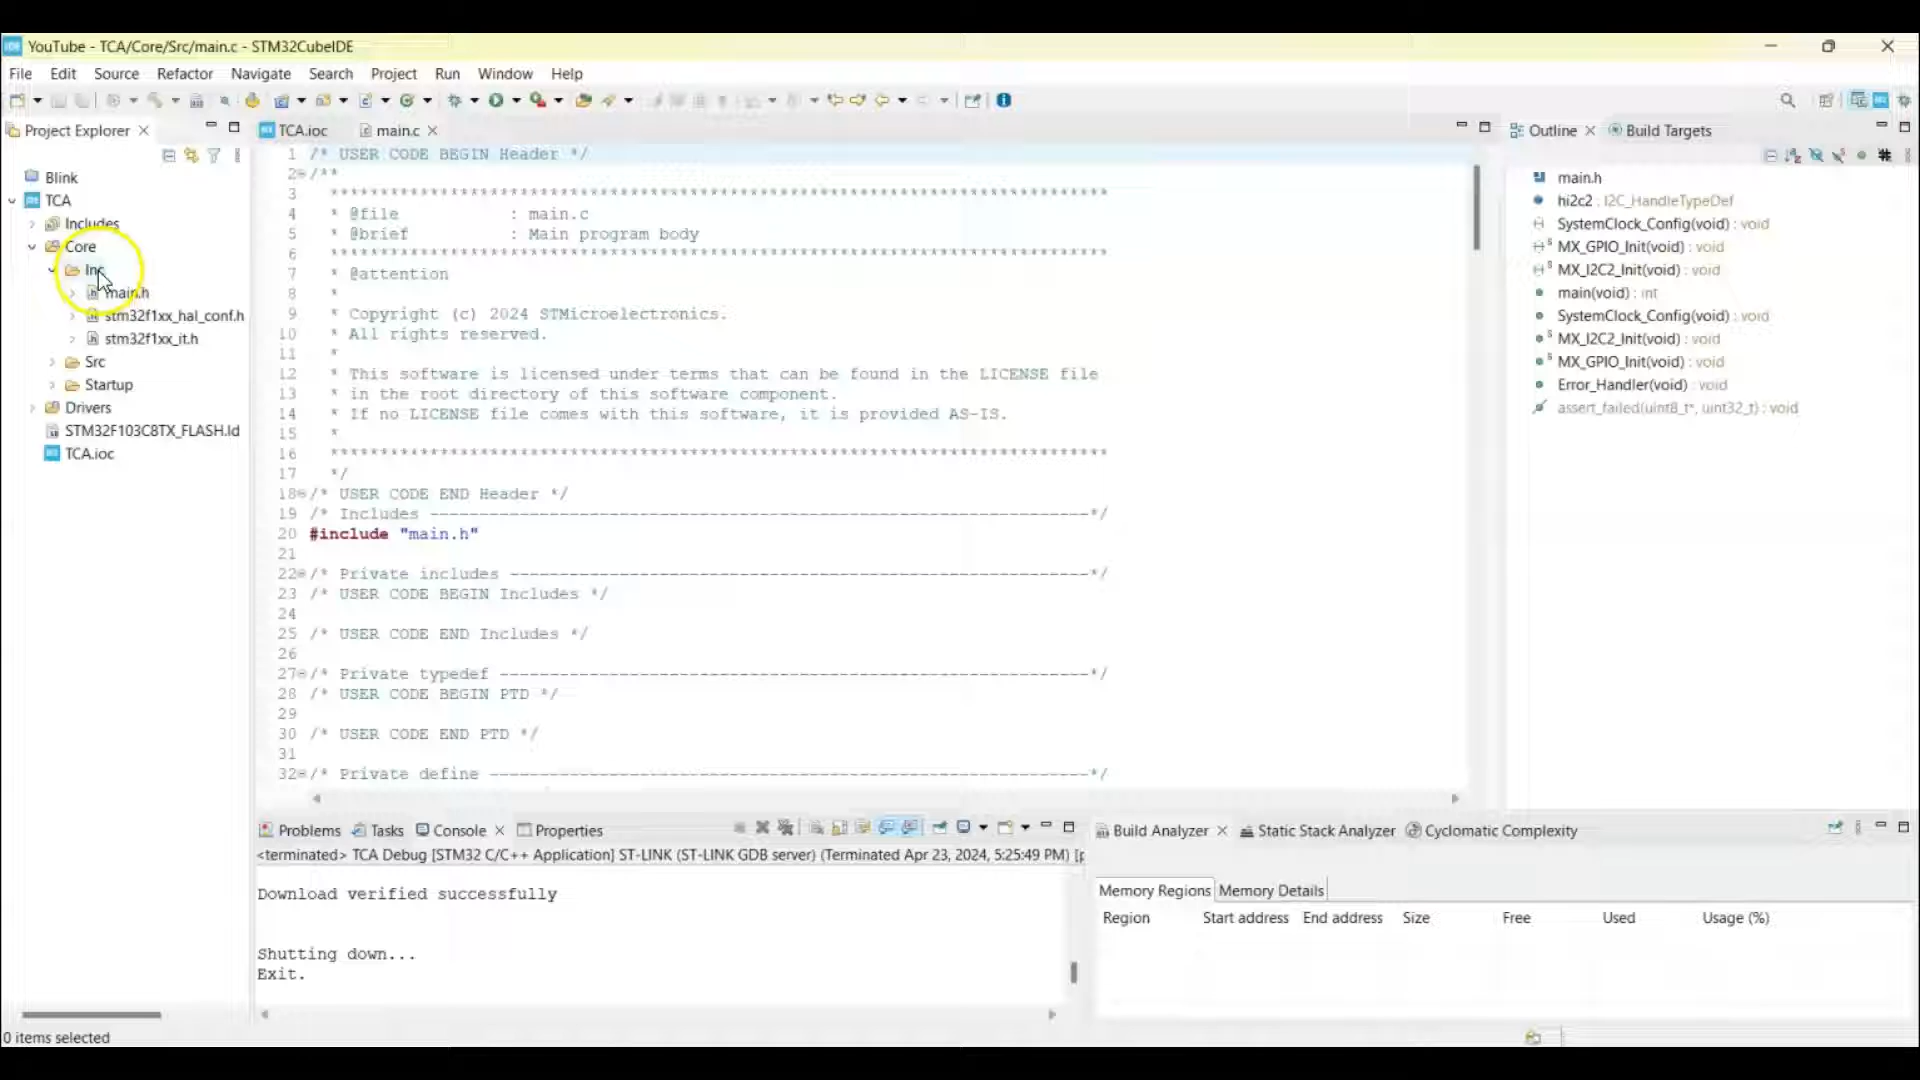 YouTube - TCA/Core/Src/main.c - STM32CubeIDE
File Edit Source Refactor Navigate Search Project Run Window Help
Project Explorer
Blink
TCA
Includes
Core
Inc
main.h
stm32f1xx_hal_conf.h
stm32f1xx_it.h
Src
Startup
Drivers
STM32F103C8TX_FLASH.ld
TCA.ioc
TCA.ioc main.c
1 /* USER CODE BEGIN Header */
2 /**
3 ******************************************************************************
4 * @file : main.c
5 * @brief : Main program body
6 ******************************************************************************
7 * @attention
8 *
9 * Copyright (c) 2024 STMicroelectronics.
10 * All rights reserved.
11 *
12 * This software is licensed under terms that can be found in the LICENSE file
13 * in the root directory of this software component.
14 * If no LICENSE file comes with this software, it is provided AS-IS.
15 *
16 ******************************************************************************
17 */
18 /* USER CODE END Header */
19 /* Includes ------------------------------------------------------------------*/
20 #include "main.h"
21
22 /* Private includes ----------------------------------------------------------*/
23 /* USER CODE BEGIN Includes */
24
25 /* USER CODE END Includes */
26
27 /* Private typedef -----------------------------------------------------------*/
28 /* USER CODE BEGIN PTD */
29
30 /* USER CODE END PTD */
31
32 /* Private define ------------------------------------------------------------*/
Outline Build Targets
main.h
hi2c2 : I2C_HandleTypeDef
SystemClock_Config(void) : void
MX_GPIO_Init(void) : void
MX_I2C2_Init(void) : void
main(void) : int
SystemClock_Config(void) : void
MX_I2C2_Init(void) : void
MX_GPIO_Init(void) : void
Error_Handler(void) : void
assert_failed(uint8_t*, uint32_t) : void
Problems Tasks Console Properties
<terminated> TCA Debug [STM32 C/C++ Application] ST-LINK (ST-LINK GDB server) (Terminated Apr 23, 2024, 5:25:49 PM) [p
Download verified successfully
Shutting down...
Exit.
Build Analyzer Static Stack Analyzer Cyclomatic Complexity
Memory Regions Memory Details
Region Start address End address Size Free Used Usage (%)
0 items selected